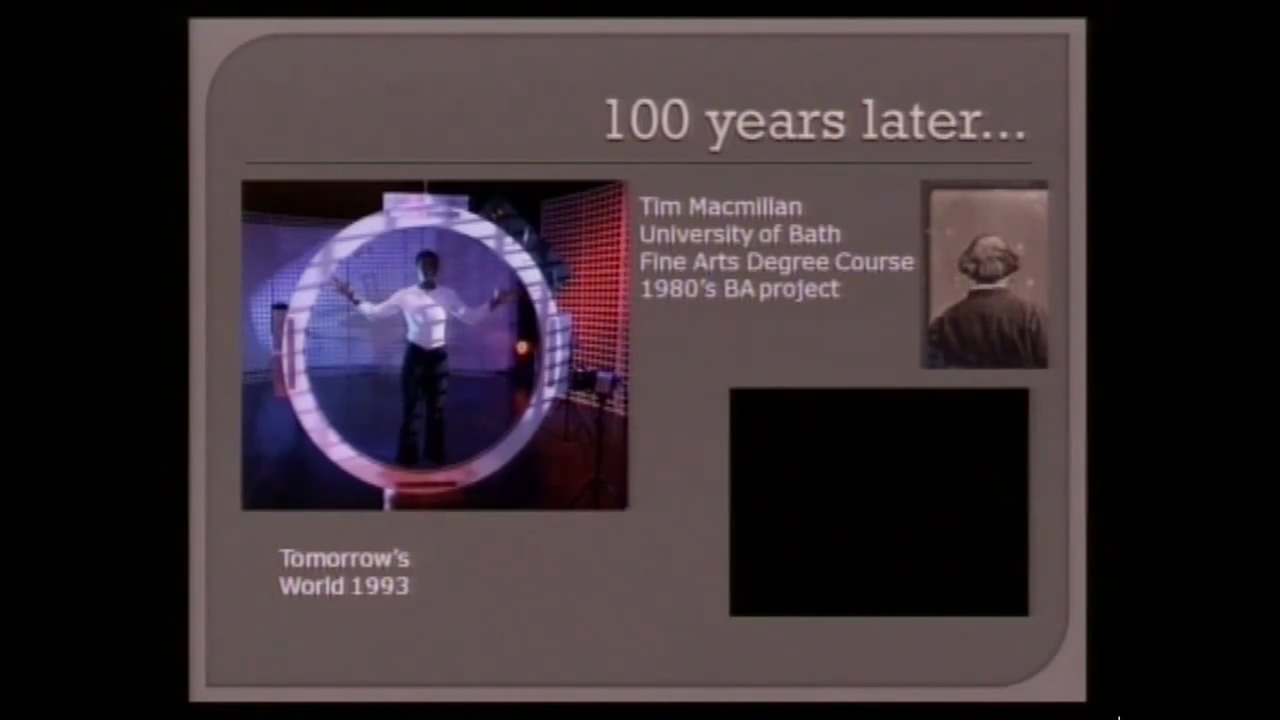 100 years later...
Tim Macmillan
University of Bath
Fine Arts Degree Course
1980's BA project
Tomorrow's
World 1993